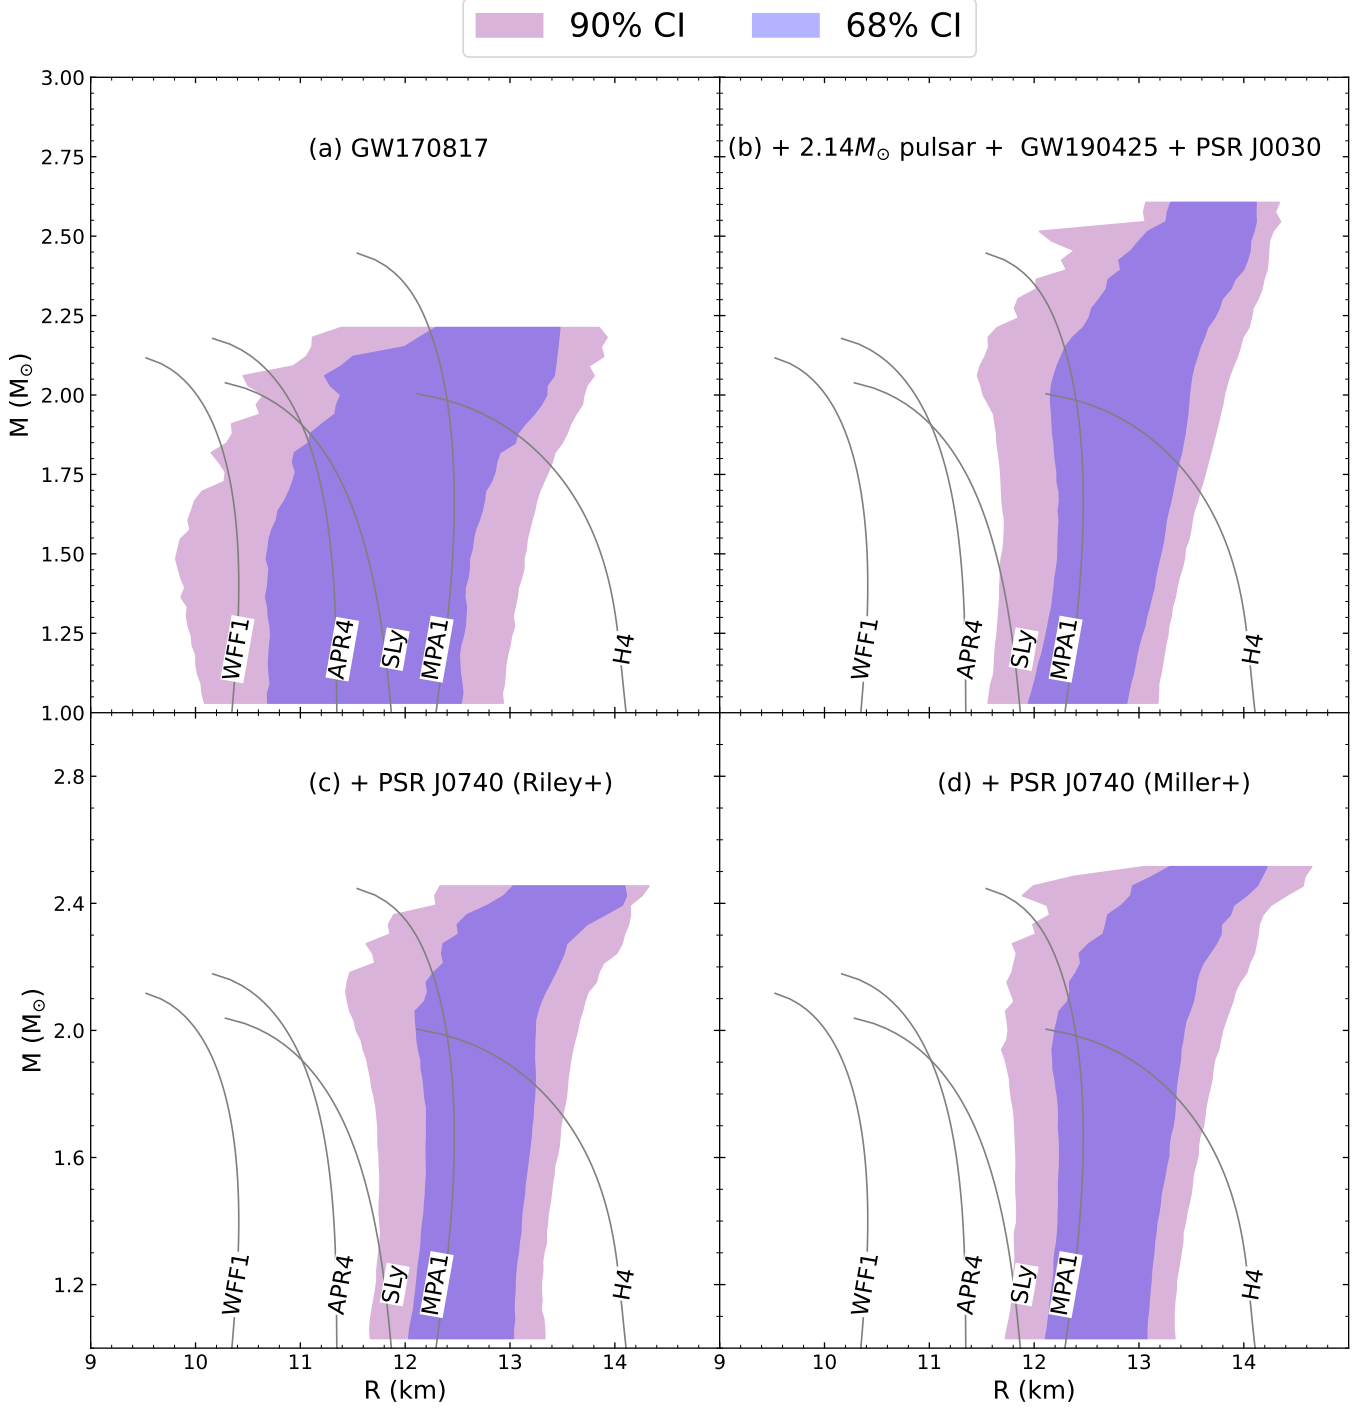 90% CI 68% CI
(a) GW170817
(b) + 2.14M⊙ pulsar + GW190425 + PSR J0030
M (M⊙)
3.00
2.75
2.50
2.25
2.00
1.75
1.50
1.25
1.00
WFF1 APR4 SLy MPA1 H4
WFF1 APR4 SLy MPA1 H4
(c) + PSR J0740 (Riley+)
(d) + PSR J0740 (Miller+)
M (M⊙)
2.8
2.4
2.0
1.6
1.2
WFF1 APR4 SLy MPA1 H4
WFF1 APR4 SLy MPA1 H4
9 10 11 12 13 14 9 10 11 12 13 14
R (km) R (km)